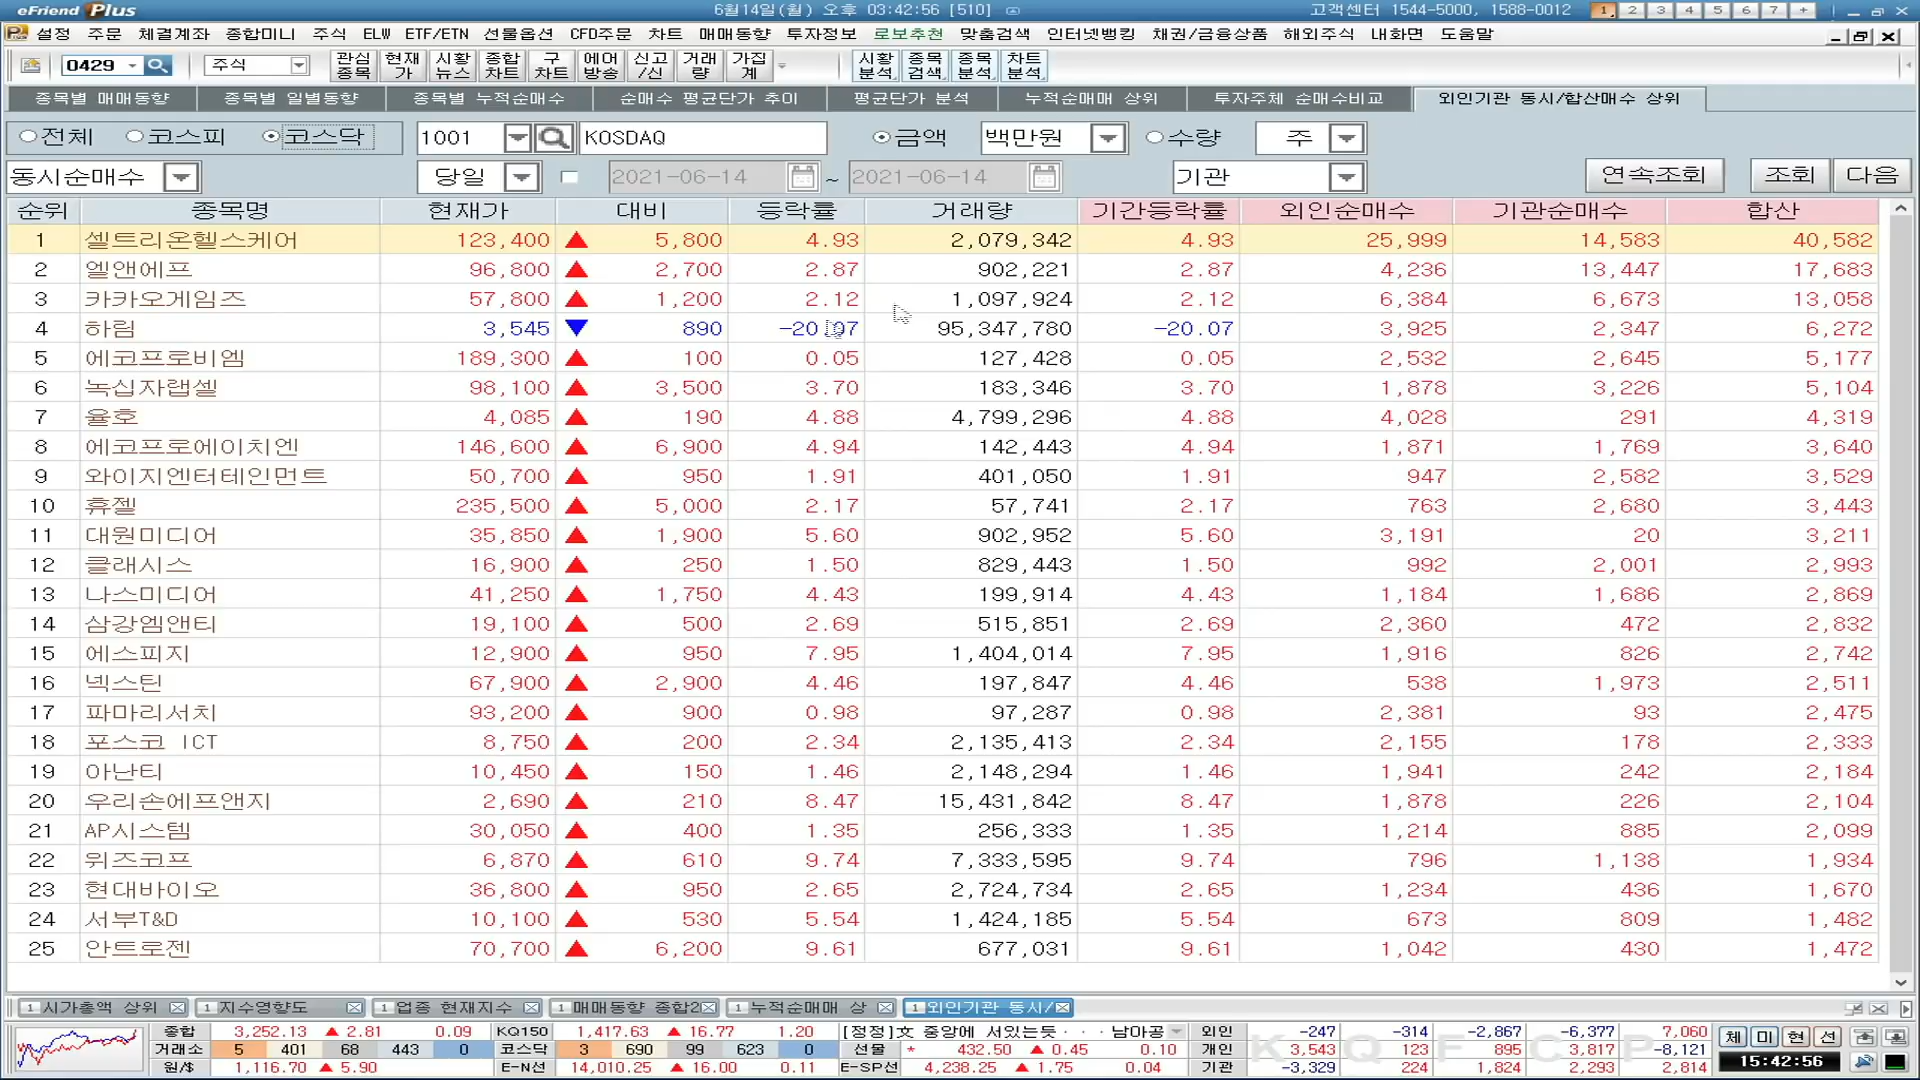 eFriend Plus 6월14일(월) 오후 03:42:56 [510] 고객센터 1544-5000, 1588-0012 1 2 3 4 5 6 7 +
설정 주문 체결계좌 종합미니 주식 ELW ETF/ETN 선물옵션 CFD주문 차트 매매동향 투자정보 로보추천 맞춤검색 인터넷뱅킹 채권/금융상품 해외주식 내화면 도움말
0429 주식 관심종목 현재가 시황뉴스 종합차트 구차트 에어방송 신고/신 거래량 가집계 시황분석 종목검색 종목분석 차트분석
종목별 매매동향 종목별 일별동향 종목별 누적순매수 순매수 평균단가 추이 평균단가 분석 누적순매매 상위 투자주체 순매수비교 외인기관 동시/합산매수 상위
전체 코스피 코스닥 1001 KOSDAQ 금액 백만원 수량 주
동시순매수 당일 2021-06-14 ~ 2021-06-14 기관 연속조회 조회 다음
순위 종목명 현재가 대비 등락률 거래량 기간등락률 외인순매수 기관순매수 합산
1 셀트리온헬스케어 123,400 ▲ 5,800 4.93 2,079,342 4.93 25,999 14,583 40,582
2 엘앤에프 96,800 ▲ 2,700 2.87 902,221 2.87 4,236 13,447 17,683
3 카카오게임즈 57,800 ▲ 1,200 2.12 1,097,924 2.12 6,384 6,673 13,058
4 하림 3,545 ▼ 890 -20.07 95,347,780 -20.07 3,925 2,347 6,272
5 에코프로비엠 189,300 ▲ 100 0.05 127,428 0.05 2,532 2,645 5,177
6 녹십자랩셀 98,100 ▲ 3,500 3.70 183,346 3.70 1,878 3,226 5,104
7 율호 4,085 ▲ 190 4.88 4,799,296 4.88 4,028 291 4,319
8 에코프로에이치엔 146,600 ▲ 6,900 4.94 142,443 4.94 1,871 1,769 3,640
9 와이지엔터테인먼트 50,700 ▲ 950 1.91 401,050 1.91 947 2,582 3,529
10 휴젤 235,500 ▲ 5,000 2.17 57,741 2.17 763 2,680 3,443
11 대원미디어 35,850 ▲ 1,900 5.60 902,952 5.60 3,191 20 3,211
12 클래시스 16,900 ▲ 250 1.50 829,443 1.50 992 2,001 2,993
13 나스미디어 41,250 ▲ 1,750 4.43 199,914 4.43 1,184 1,686 2,869
14 삼강엠앤티 19,100 ▲ 500 2.69 515,851 2.69 2,360 472 2,832
15 에스피지 12,900 ▲ 950 7.95 1,404,014 7.95 1,916 826 2,742
16 넥스틴 67,900 ▲ 2,900 4.46 197,847 4.46 538 1,973 2,511
17 파마리서치 93,200 ▲ 900 0.98 97,287 0.98 2,381 93 2,475
18 포스코 ICT 8,750 ▲ 200 2.34 2,135,413 2.34 2,155 178 2,333
19 아난티 10,450 ▲ 150 1.46 2,148,294 1.46 1,941 242 2,184
20 우리손에프앤지 2,690 ▲ 210 8.47 15,431,842 8.47 1,878 226 2,104
21 AP시스템 30,050 ▲ 400 1.35 256,333 1.35 1,214 885 2,099
22 위즈코프 6,870 ▲ 610 9.74 7,333,595 9.74 796 1,138 1,934
23 현대바이오 36,800 ▲ 950 2.65 2,724,734 2.65 1,234 436 1,670
24 서부T&D 10,100 ▲ 530 5.54 1,424,185 5.54 673 809 1,482
25 안트로젠 70,700 ▲ 6,200 9.61 677,031 9.61 1,042 430 1,472
1 시가총액 상위 1 지수영향도 1 업종 현재지수 1 매매동향 종합2 1 누적순매매 상 1 외인기관 동시/
종합 3,252.13 ▲ 2.81 0.09 KQ150 1,417.63 ▲ 16.77 1.20 [정정]文 중앙에 서있는듯··· 남아공 외인 -247 -314 -2,867 -6,377 7,060 체 미 현 선
거래소 5 401 68 443 0 코스닥 3 690 99 623 0 선물 * 432.50 ▲ 0.45 0.10 개인 3,543 123 895 3,817 -8,121
원/$ 1,116.70 ▲ 5.90 E-N선 14,010.25 ▲ 16.00 0.11 E-SP선 4,238.25 ▲ 1.75 0.04 기관 -3,329 224 1,824 2,293 2,814 15:42:56
K Q F C P